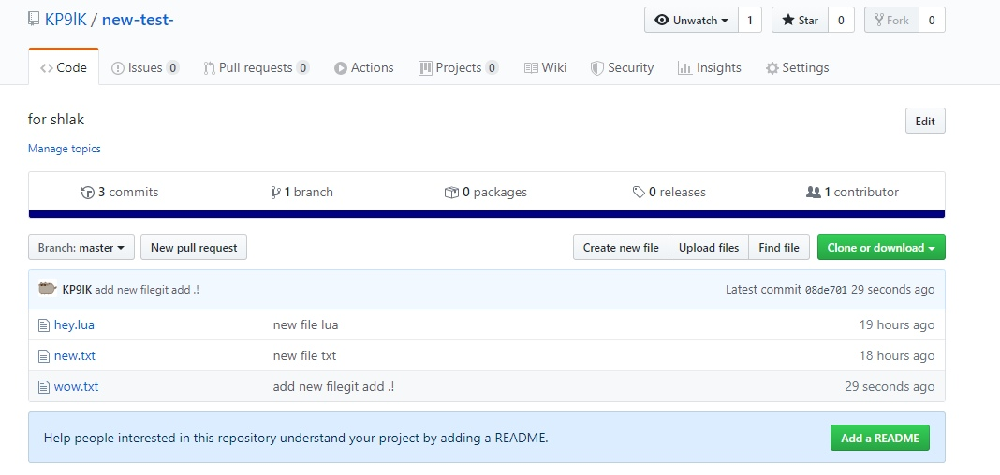 KP9lK / new-test-
Unwatch 1 Star 0 Fork 0
Code Issues 0 Pull requests 0 Actions Projects 0 Wiki Security Insights Settings
for shlak Edit
Manage topics
3 commits 1 branch 0 packages 0 releases 1 contributor
Branch: master New pull request Create new file Upload files Find file Clone or download
KP9lK add new filegit add .! Latest commit 08de701 29 seconds ago
hey.lua new file lua 19 hours ago
new.txt new file txt 18 hours ago
wow.txt add new filegit add .! 29 seconds ago
Help people interested in this repository understand your project by adding a README. Add a README